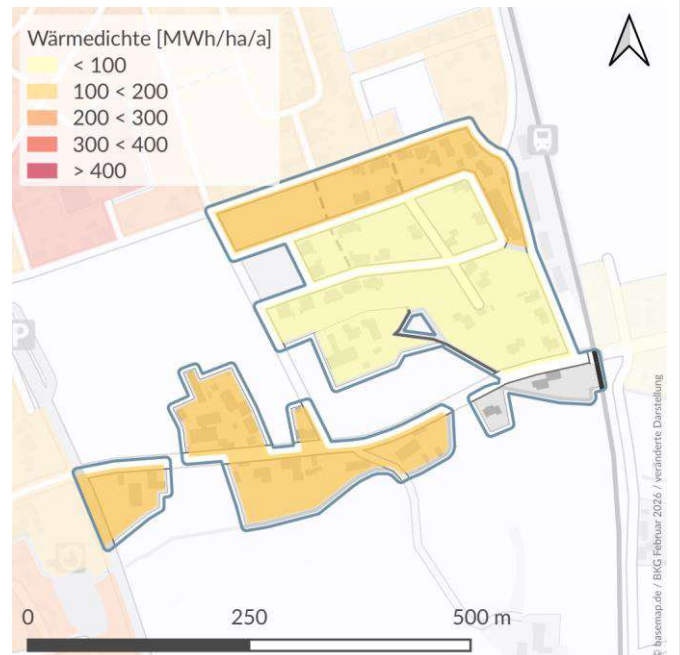 Wärmedichte [MWh/ha/a]
< 100
100 < 200
200 < 300
300 < 400
> 400
P
© basemap.de / BKG Februar 2026 / veränderte Darstellung
0 250 500 m